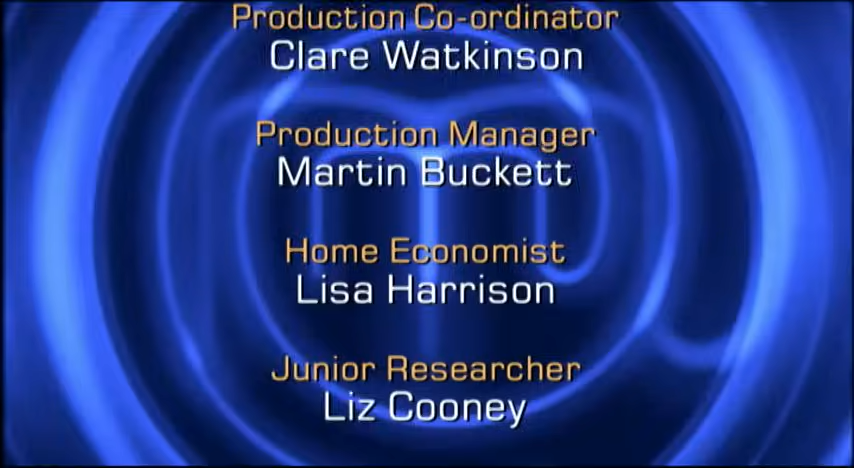 Production Co-ordinator
Clare Watkinson
Production Manager
Martin Buckett
Home Economist
Lisa Harrison
Junior Researcher
Liz Cooney